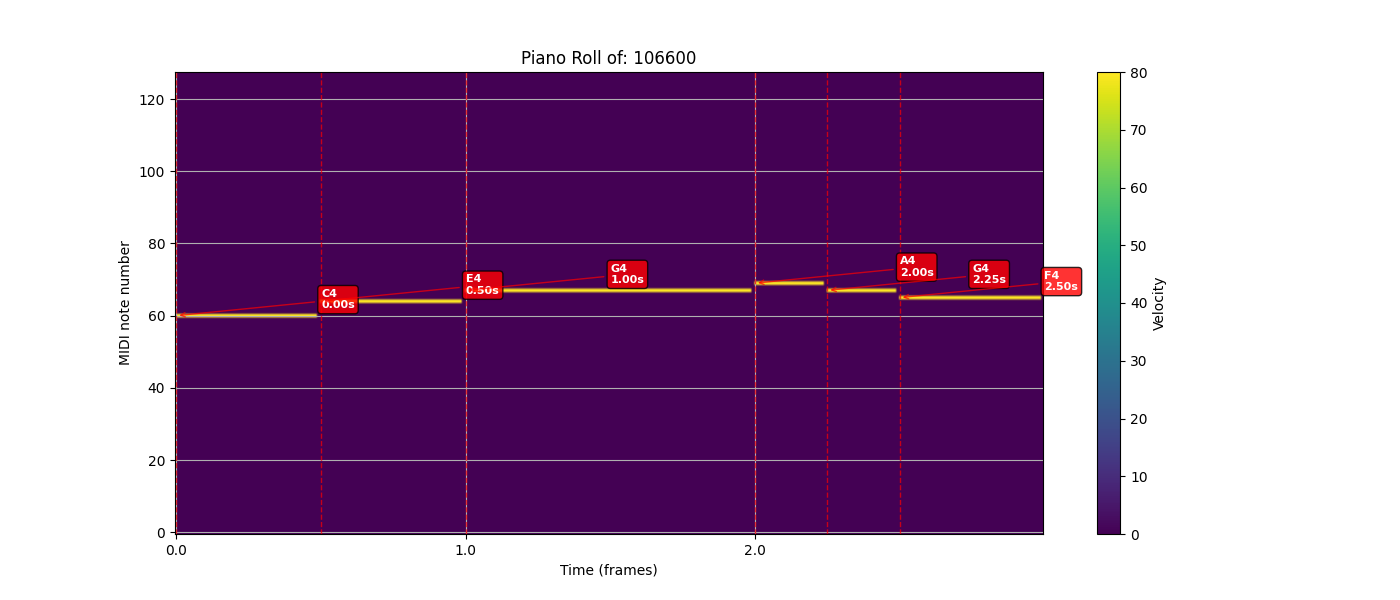 Piano Roll of: 106600
MIDI note number
120
100
80
60
40
20
0
C4
0.00s
E4
0.50s
G4
1.00s
A4
2.00s
G4
2.25s
F4
2.50s
0.0
1.0
2.0
Time (frames)
80
70
60
50
40
30
20
10
0
Velocity